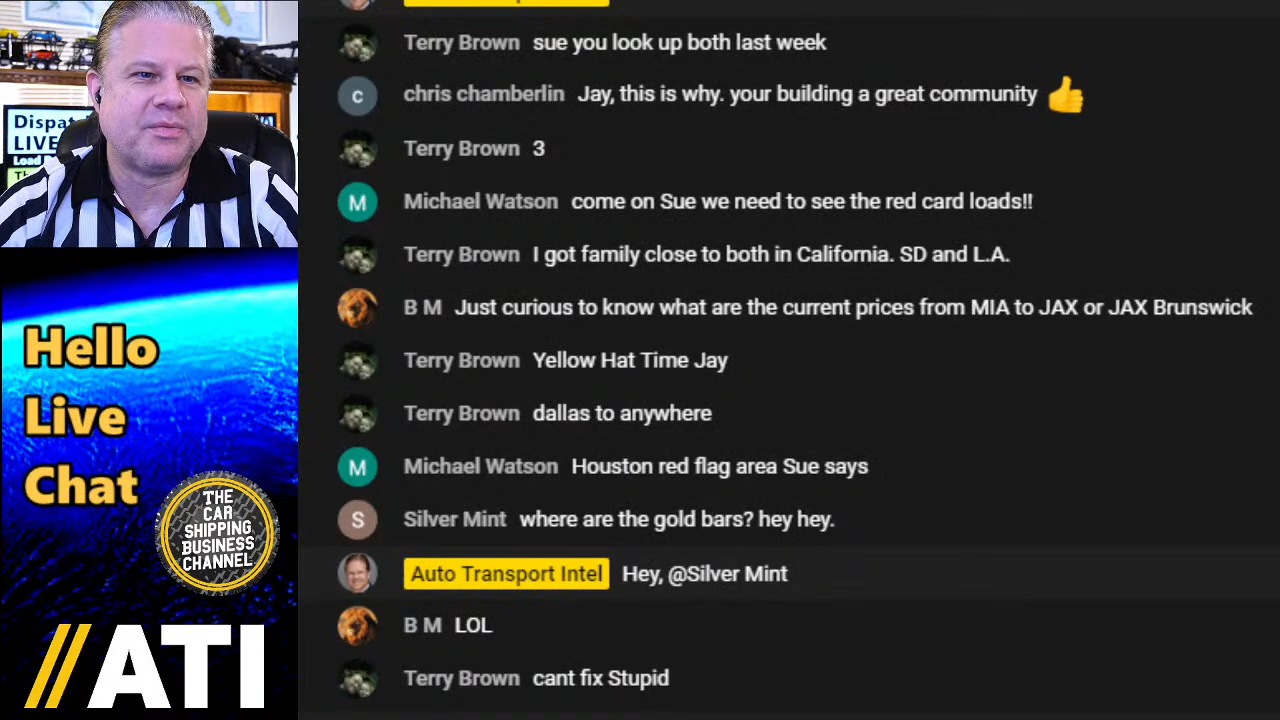 Dispat
LIVE
Load
Th
Terry Brown sue you look up both last week
c chris chamberlin Jay, this is why. your building a great community
Terry Brown 3
M Michael Watson come on Sue we need to see the red card loads!!
Terry Brown I got family close to both in California. SD and L.A.
B M Just curious to know what are the current prices from MIA to JAX or JAX Brunswick
Terry Brown Yellow Hat Time Jay
Terry Brown dallas to anywhere
M Michael Watson Houston red flag area Sue says
S Silver Mint where are the gold bars? hey hey.
Auto Transport Intel Hey, @Silver Mint
B M LOL
Terry Brown cant fix Stupid
Hello
Live
Chat
THE
CAR
SHIPPING
BUSINESS
CHANNEL
//ATI